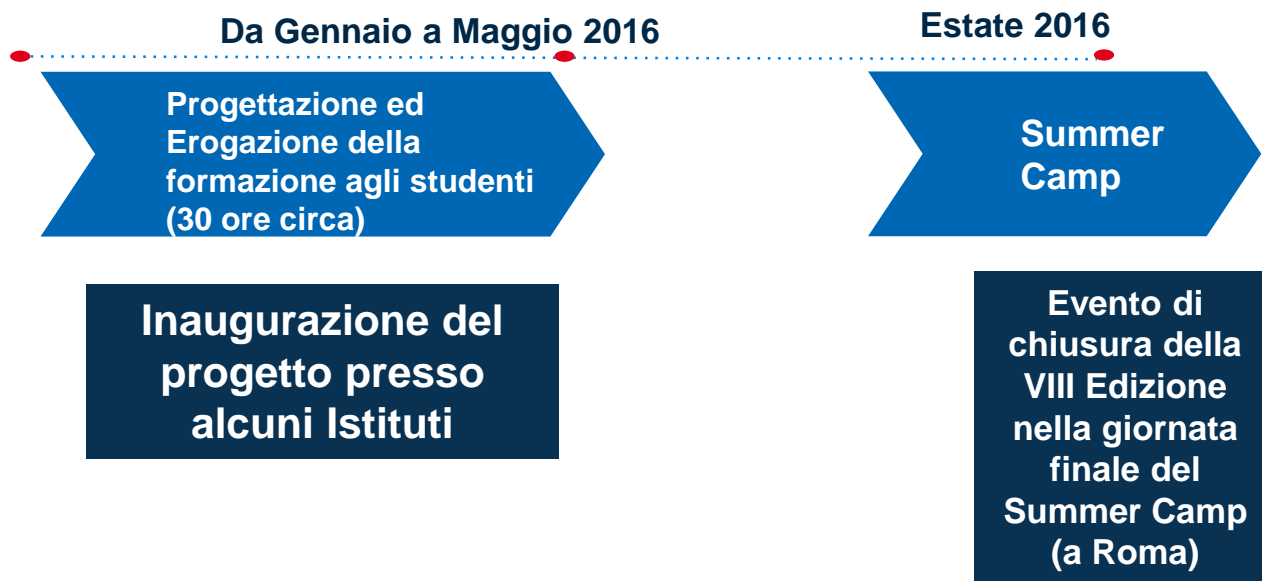 Da Gennaio a Maggio 2016
Estate 2016
Progettazione ed
Erogazione della
formazione agli studenti
(30 ore circa)
Summer
Camp
Inaugurazione del
progetto presso
alcuni Istituti
Evento di
chiusura della
VIII Edizione
nella giornata
finale del
Summer Camp
(a Roma)